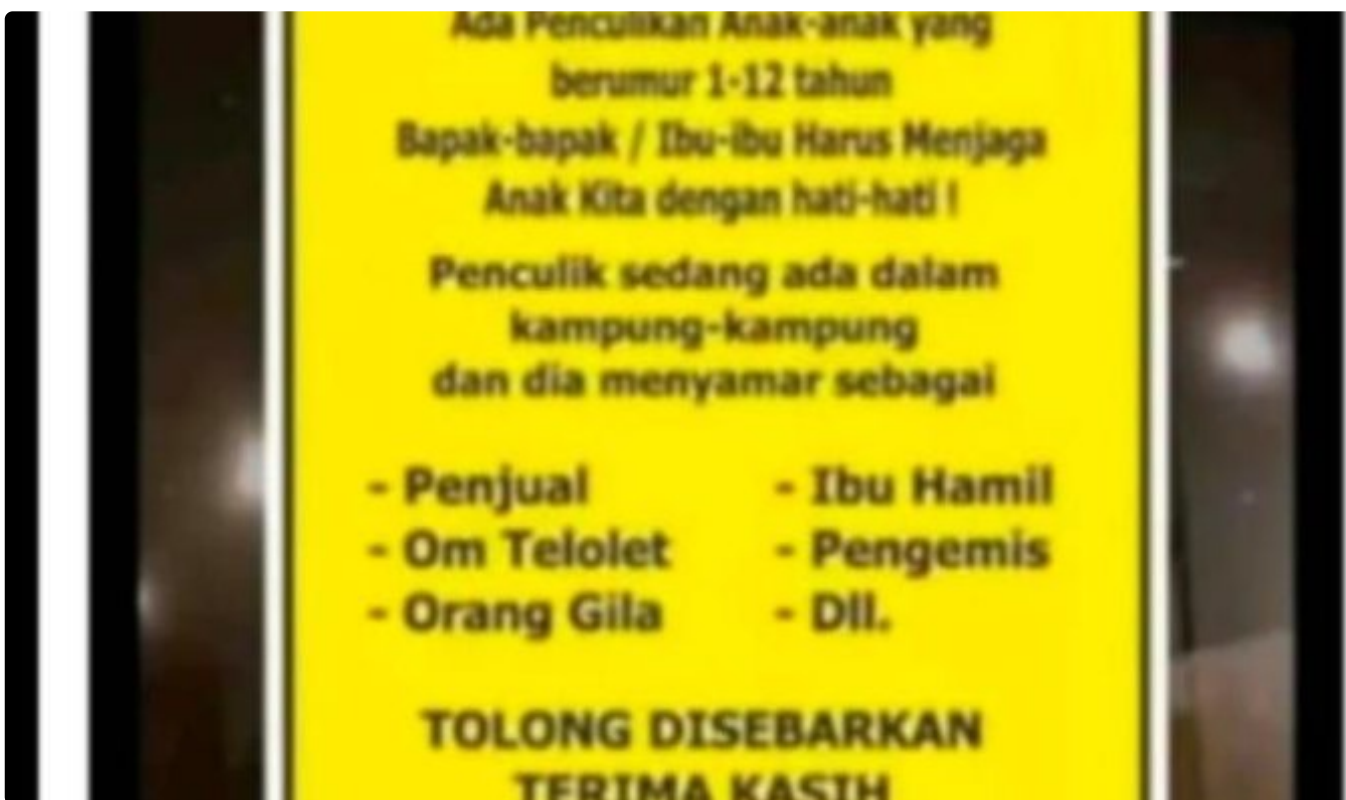 Ada Penculikan Anak-anak yang
berumur 1-12 tahun
Bapak-bapak / Ibu-ibu Harus Menjaga
Anak Kita dengan hati-hati !
Penculik sedang ada dalam
kampung-kampung
dan dia menyamar sebagai
- Penjual - Ibu Hamil
- Om Telolet - Pengemis
- Orang Gila - Dll.
TOLONG DISEBARKAN
TERIMA KASIH